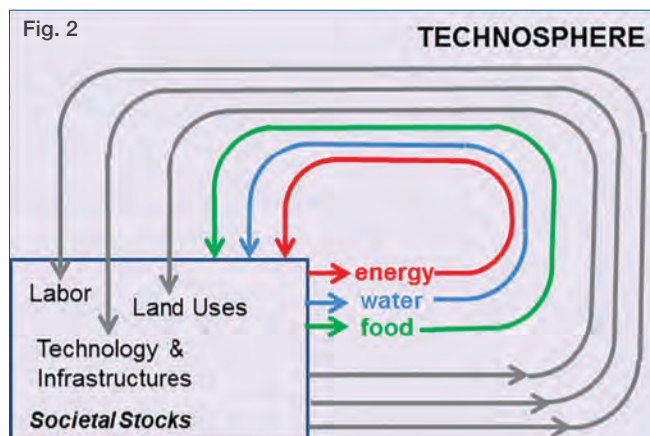 Fig. 2
TECHNOSPHERE
energy
water
food
Labor
Land Uses
Technology &
Infrastructures
Societal Stocks